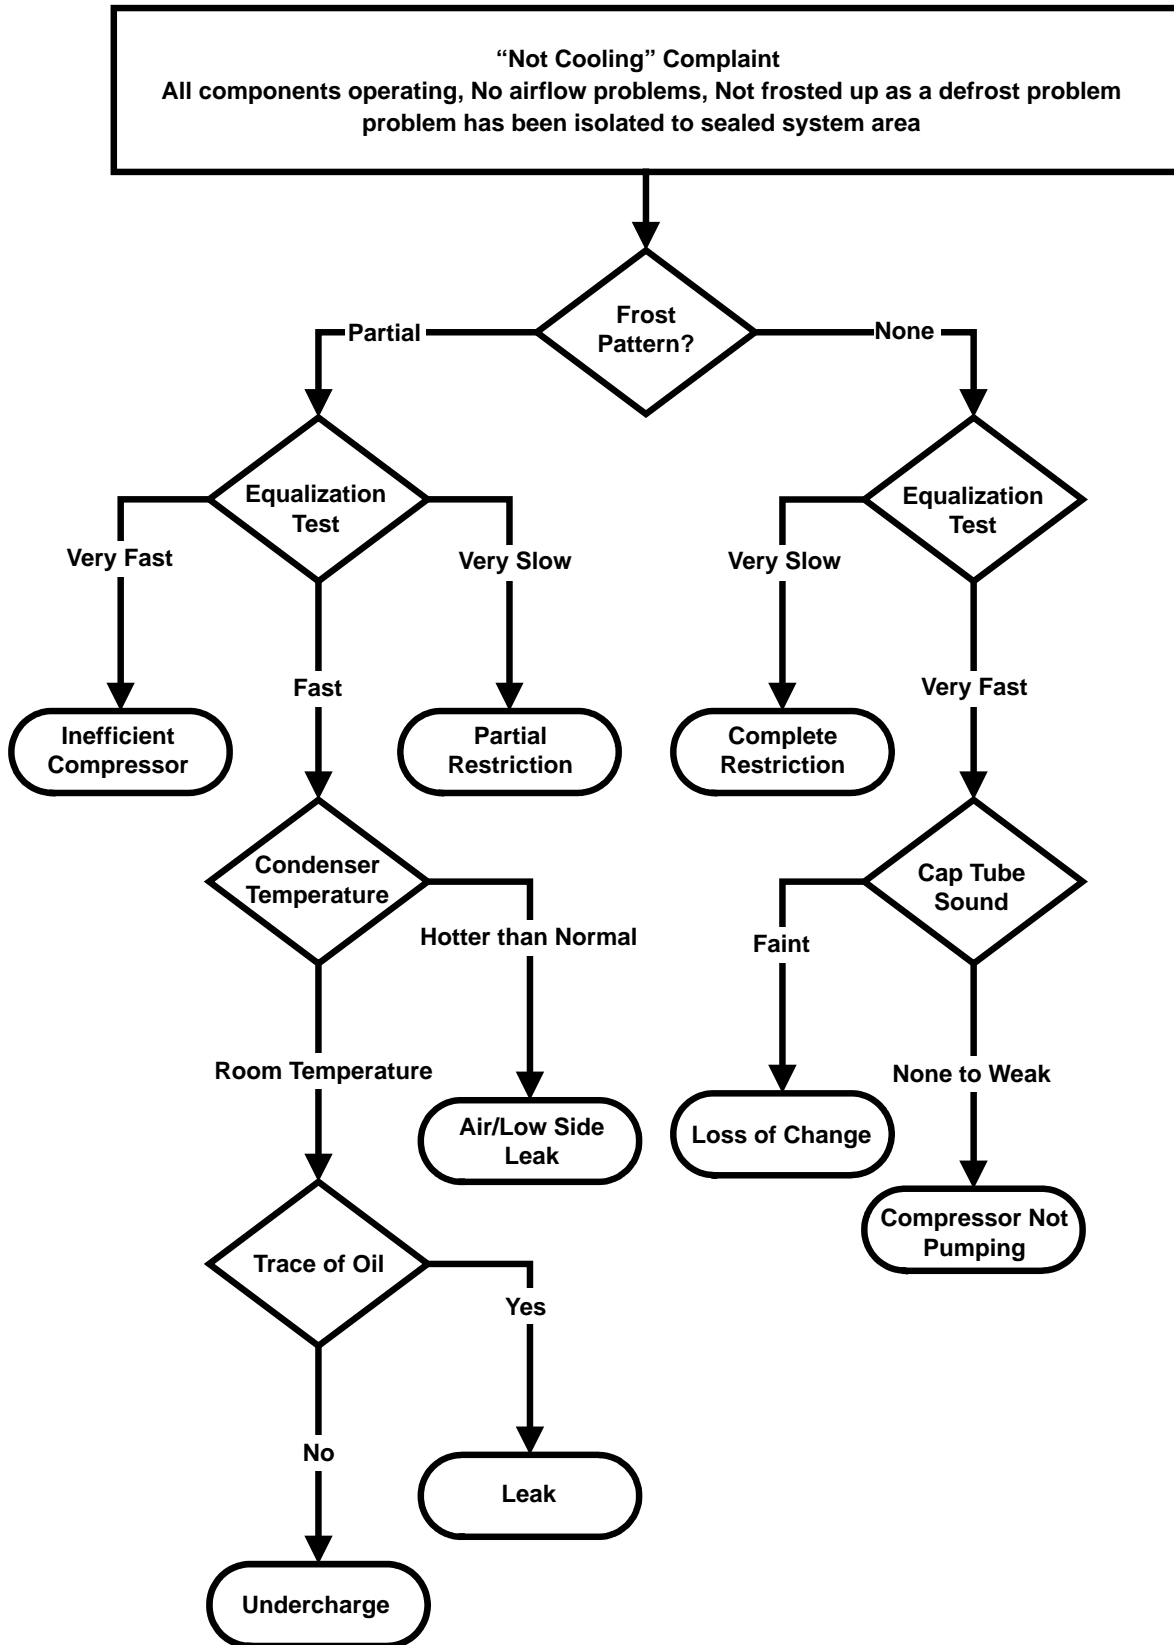 “Not Cooling” Complaint
All components operating, No airflow problems, Not frosted up as a defrost problem
problem has been isolated to sealed system area
Frost
Pattern?
Partial
None
Equalization
Test
Equalization
Test
Very Fast
Very Slow
Very Slow
Fast
Very Fast
Inefficient
Compressor
Partial
Restriction
Complete
Restriction
Condenser
Temperature
Cap Tube
Sound
Hotter than Normal
Faint
Room Temperature
None to Weak
Air/Low Side
Leak
Loss of Change
Compressor Not
Pumping
Trace of Oil
Yes
No
Leak
Undercharge